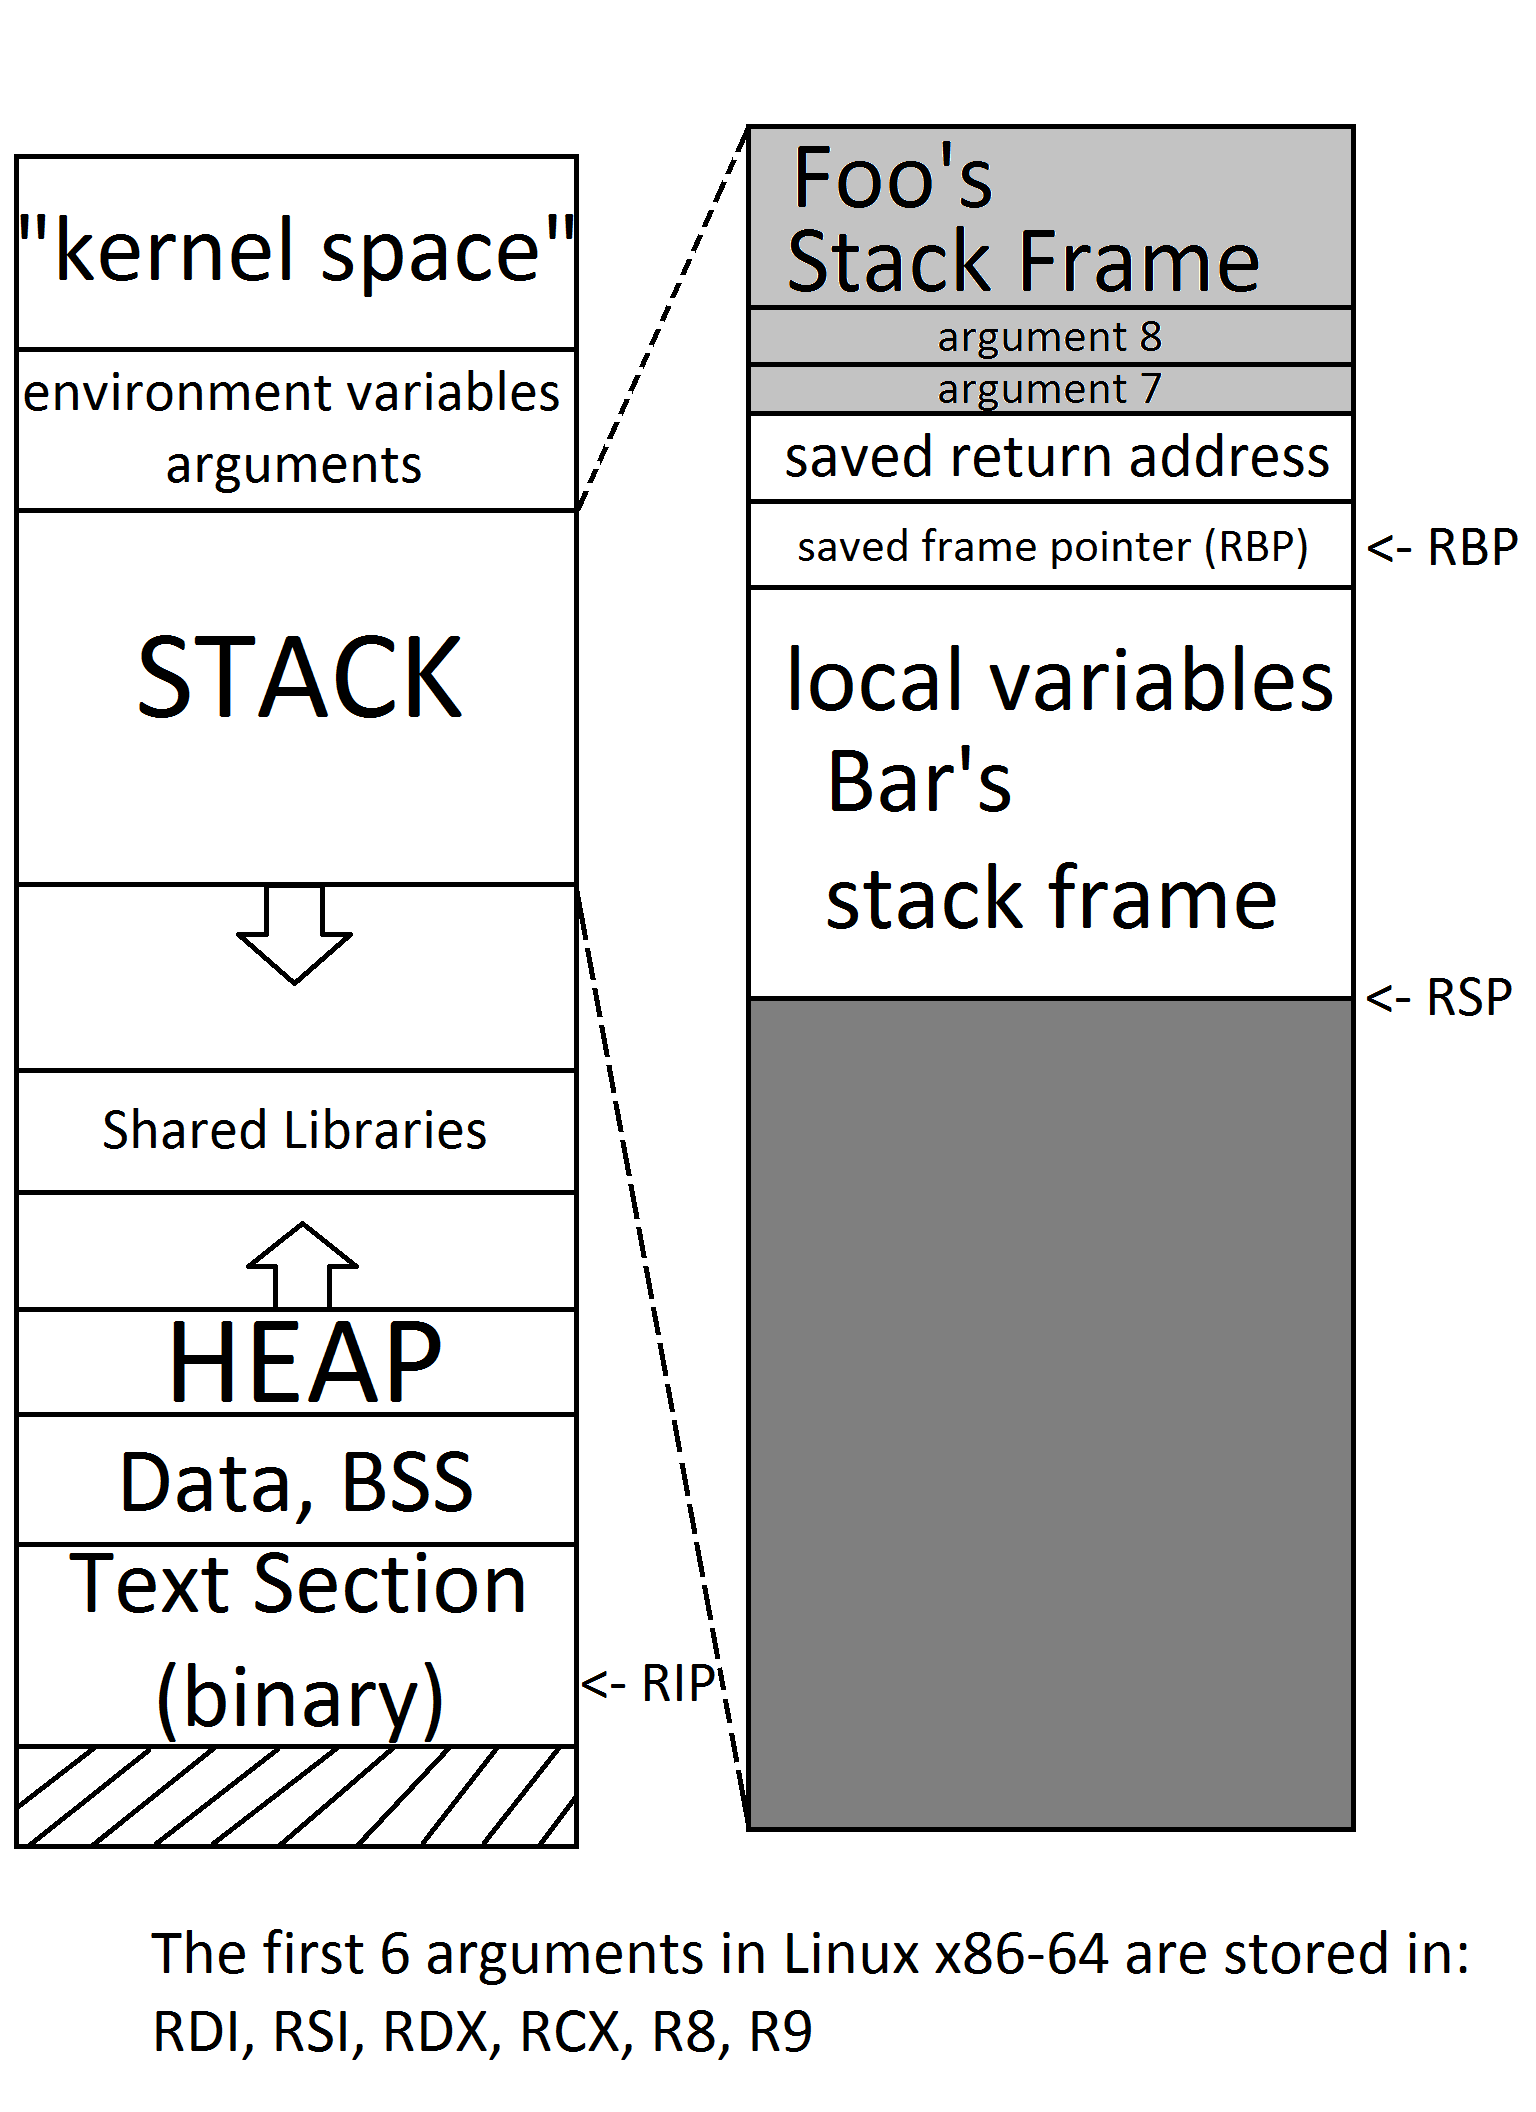 "kernel space"
environment variables
arguments
STACK
Shared Libraries
HEAP
Data, BSS
Text Section
(binary)
<- RIP
Foo's
Stack Frame
argument 8
argument 7
saved return address
saved frame pointer (RBP)
<- RBP
local variables
Bar's
stack frame
<- RSP
The first 6 arguments in Linux x86-64 are stored in:
RDI, RSI, RDX, RCX, R8, R9